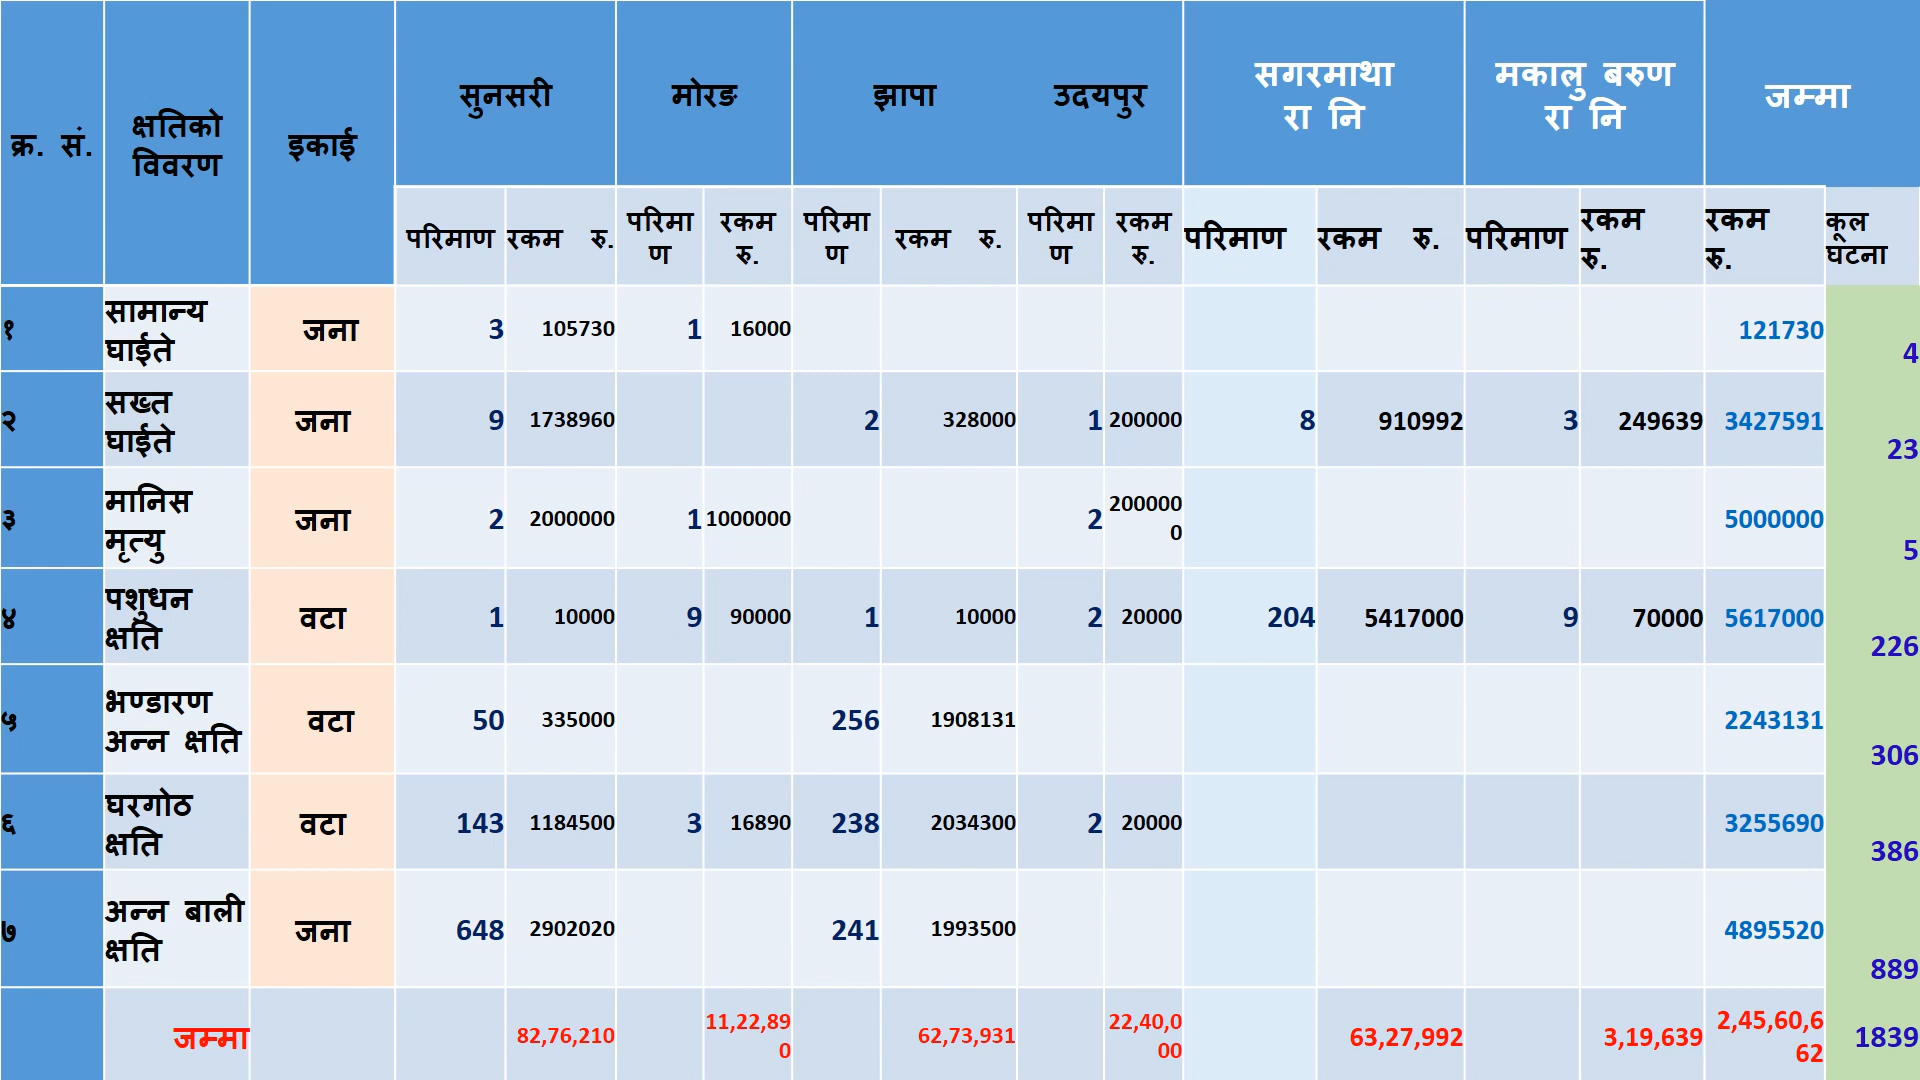 क्र. सं. क्षतिको विवरण इकाई सुनसरी मोरङ झापा उदयपुर सगरमाथा रा नि मकालु बरुण रा नि जम्मा
परिमाण रकम रु. परिमाण रकम रु. परिमाण रकम रु. परिमाण रकम रु. परिमाण रकम रु. परिमाण रकम रु. रकम रु. कूल घटना
१ सामान्य घाईते जना 3 105730 1 16000 121730 4
२ सख्त घाईते जना 9 1738960 2 328000 1 200000 8 910992 3 249639 3427591 23
३ मानिस मृत्यु जना 2 2000000 1 1000000 2 2000000 5000000 5
४ पशुधन क्षति वटा 1 10000 9 90000 1 10000 2 20000 204 5417000 9 70000 5617000 226
५ भण्डारण अन्न क्षति वटा 50 335000 256 1908131 2243131 306
६ घरगोठ क्षति वटा 143 1184500 3 16890 238 2034300 2 20000 3255690 386
७ अन्न बाली क्षति जना 648 2902020 241 1993500 4895520 889
जम्मा 82,76,210 11,22,890 62,73,931 22,40,000 63,27,992 3,19,639 2,45,60,662 1839